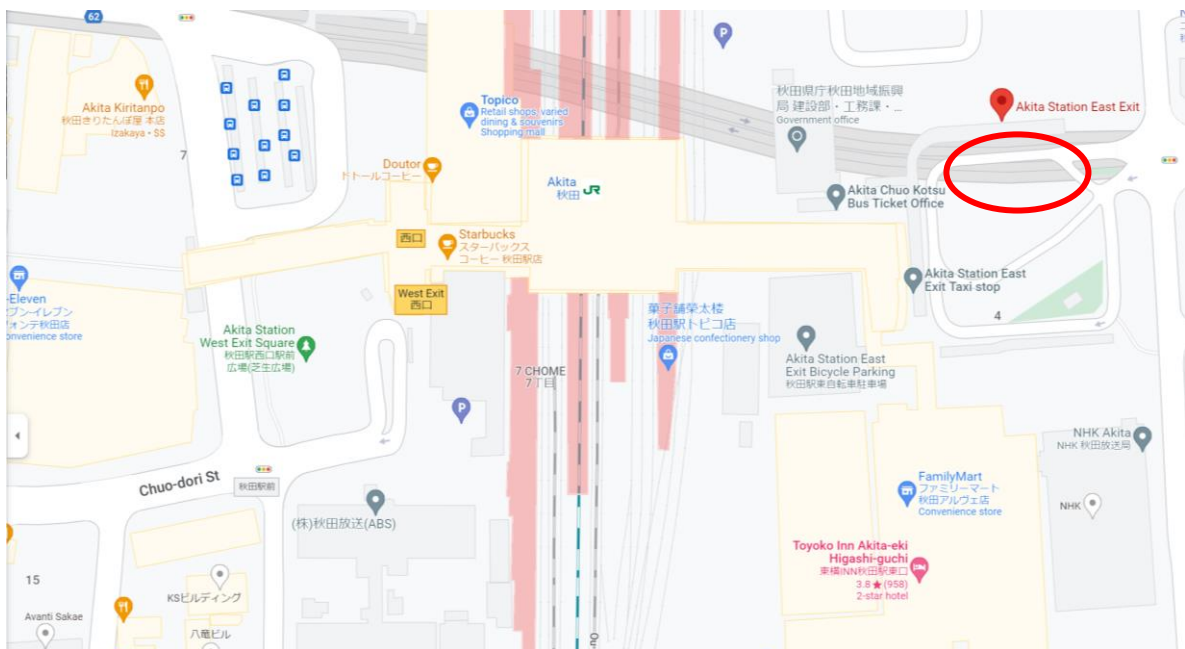 62
Akita Kiritanpo
秋田きりたんぽ屋 本店
Izakaya • $$
7
Topico
Retail shops, varied
dining & souvenirs
Shopping mall
Doutor
ドトールコーヒー
Akita
秋田
JR
P
秋田県庁秋田地域振興
局 建設部・工務課・...
Government office
Akita Station East Exit
Akita Chuo Kotsu
Bus Ticket Office
西口
Starbucks
スターバックス
コーヒー 秋田駅店
West Exit
西口
-Eleven
ブン-イレブン
フォンテ秋田店
onvenience store
Akita Station
West Exit Square
秋田駅西口駅前
広場(芝生広場)
Akita Station East
Exit Taxi stop
4
菓子舗榮太楼
秋田駅トピコ店
Japanese confectionery shop
Akita Station East
Exit Bicycle Parking
秋田駅東自転車駐車場
7 CHOME
7丁目
P
NHK Akita
NHK 秋田放送局
Chuo-dori St
秋田駅前
(株)秋田放送(ABS)
FamilyMart
ファミリーマート
秋田アルヴェ店
Convenience store
NHK
Toyoko Inn Akita-eki
Higashi-guchi
東横INN秋田駅東口
3.8★(958)
2-star hotel
15
KSビルディング
Avanti Sakae
八竜ビル